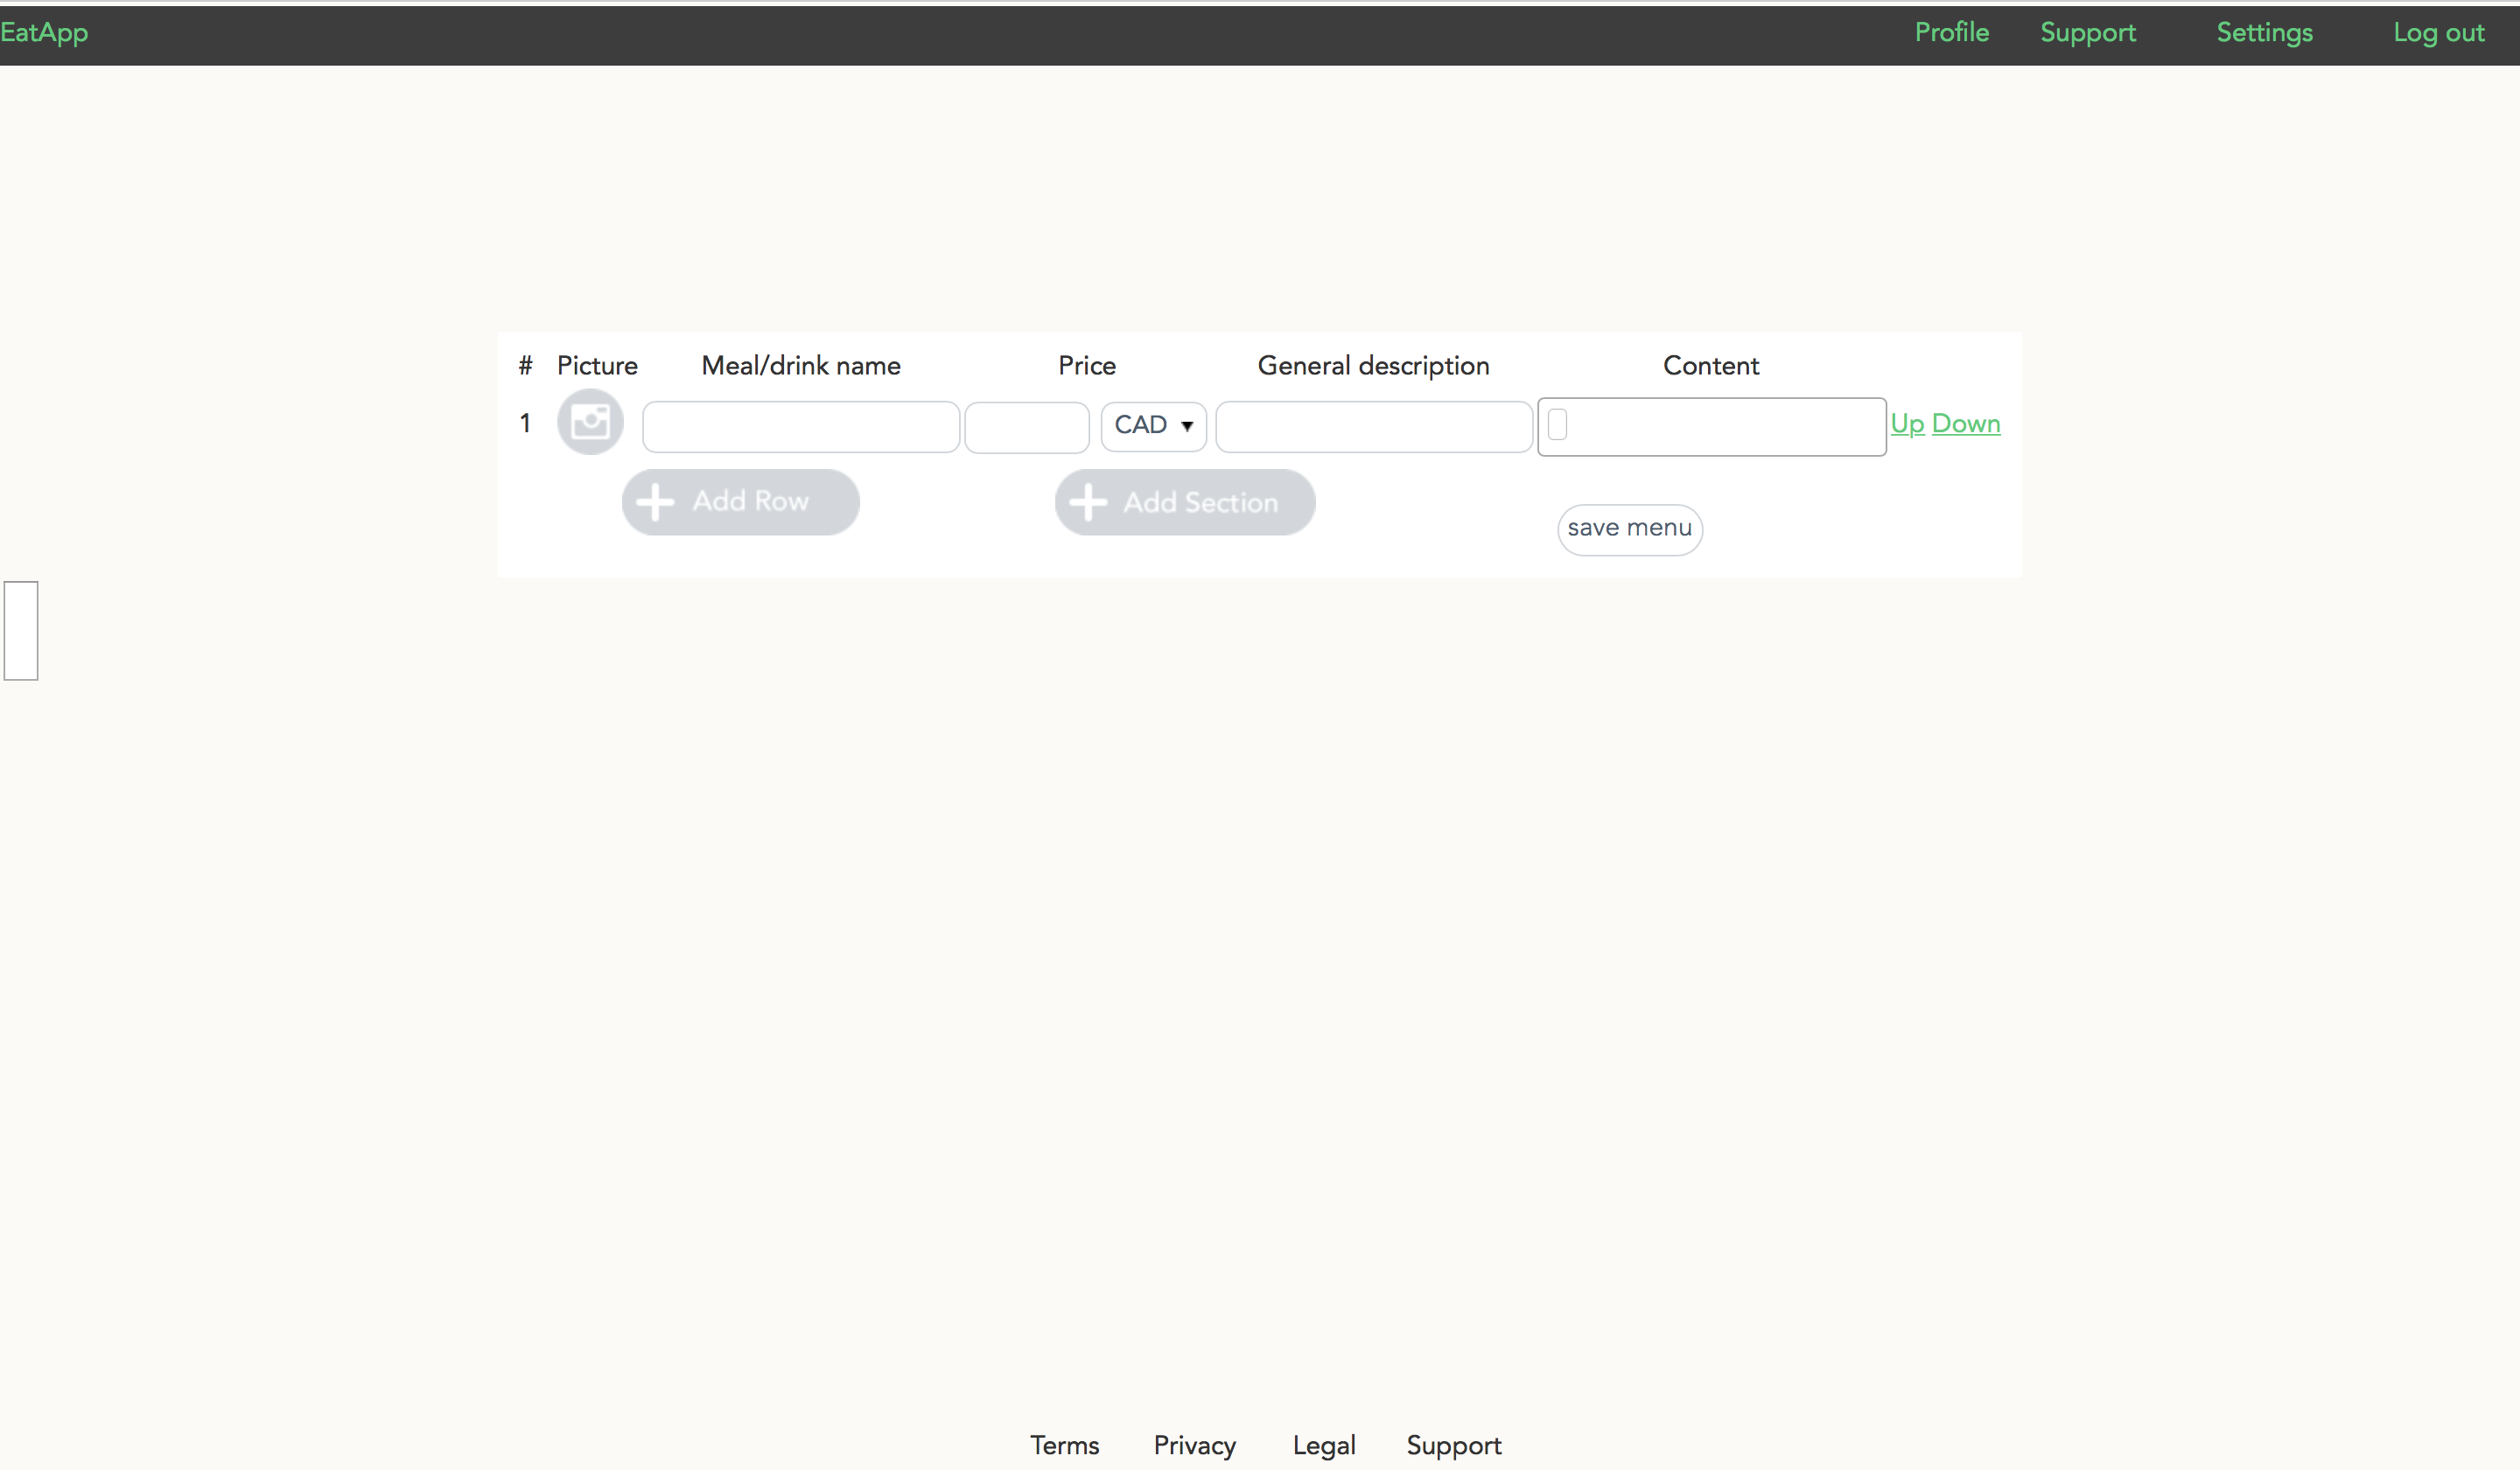 EatApp Profile Support Settings Log out
# Picture Meal/drink name Price General description Content
1 CAD ▼ Up Down
Add Row Add Section
save menu
Terms Privacy Legal Support